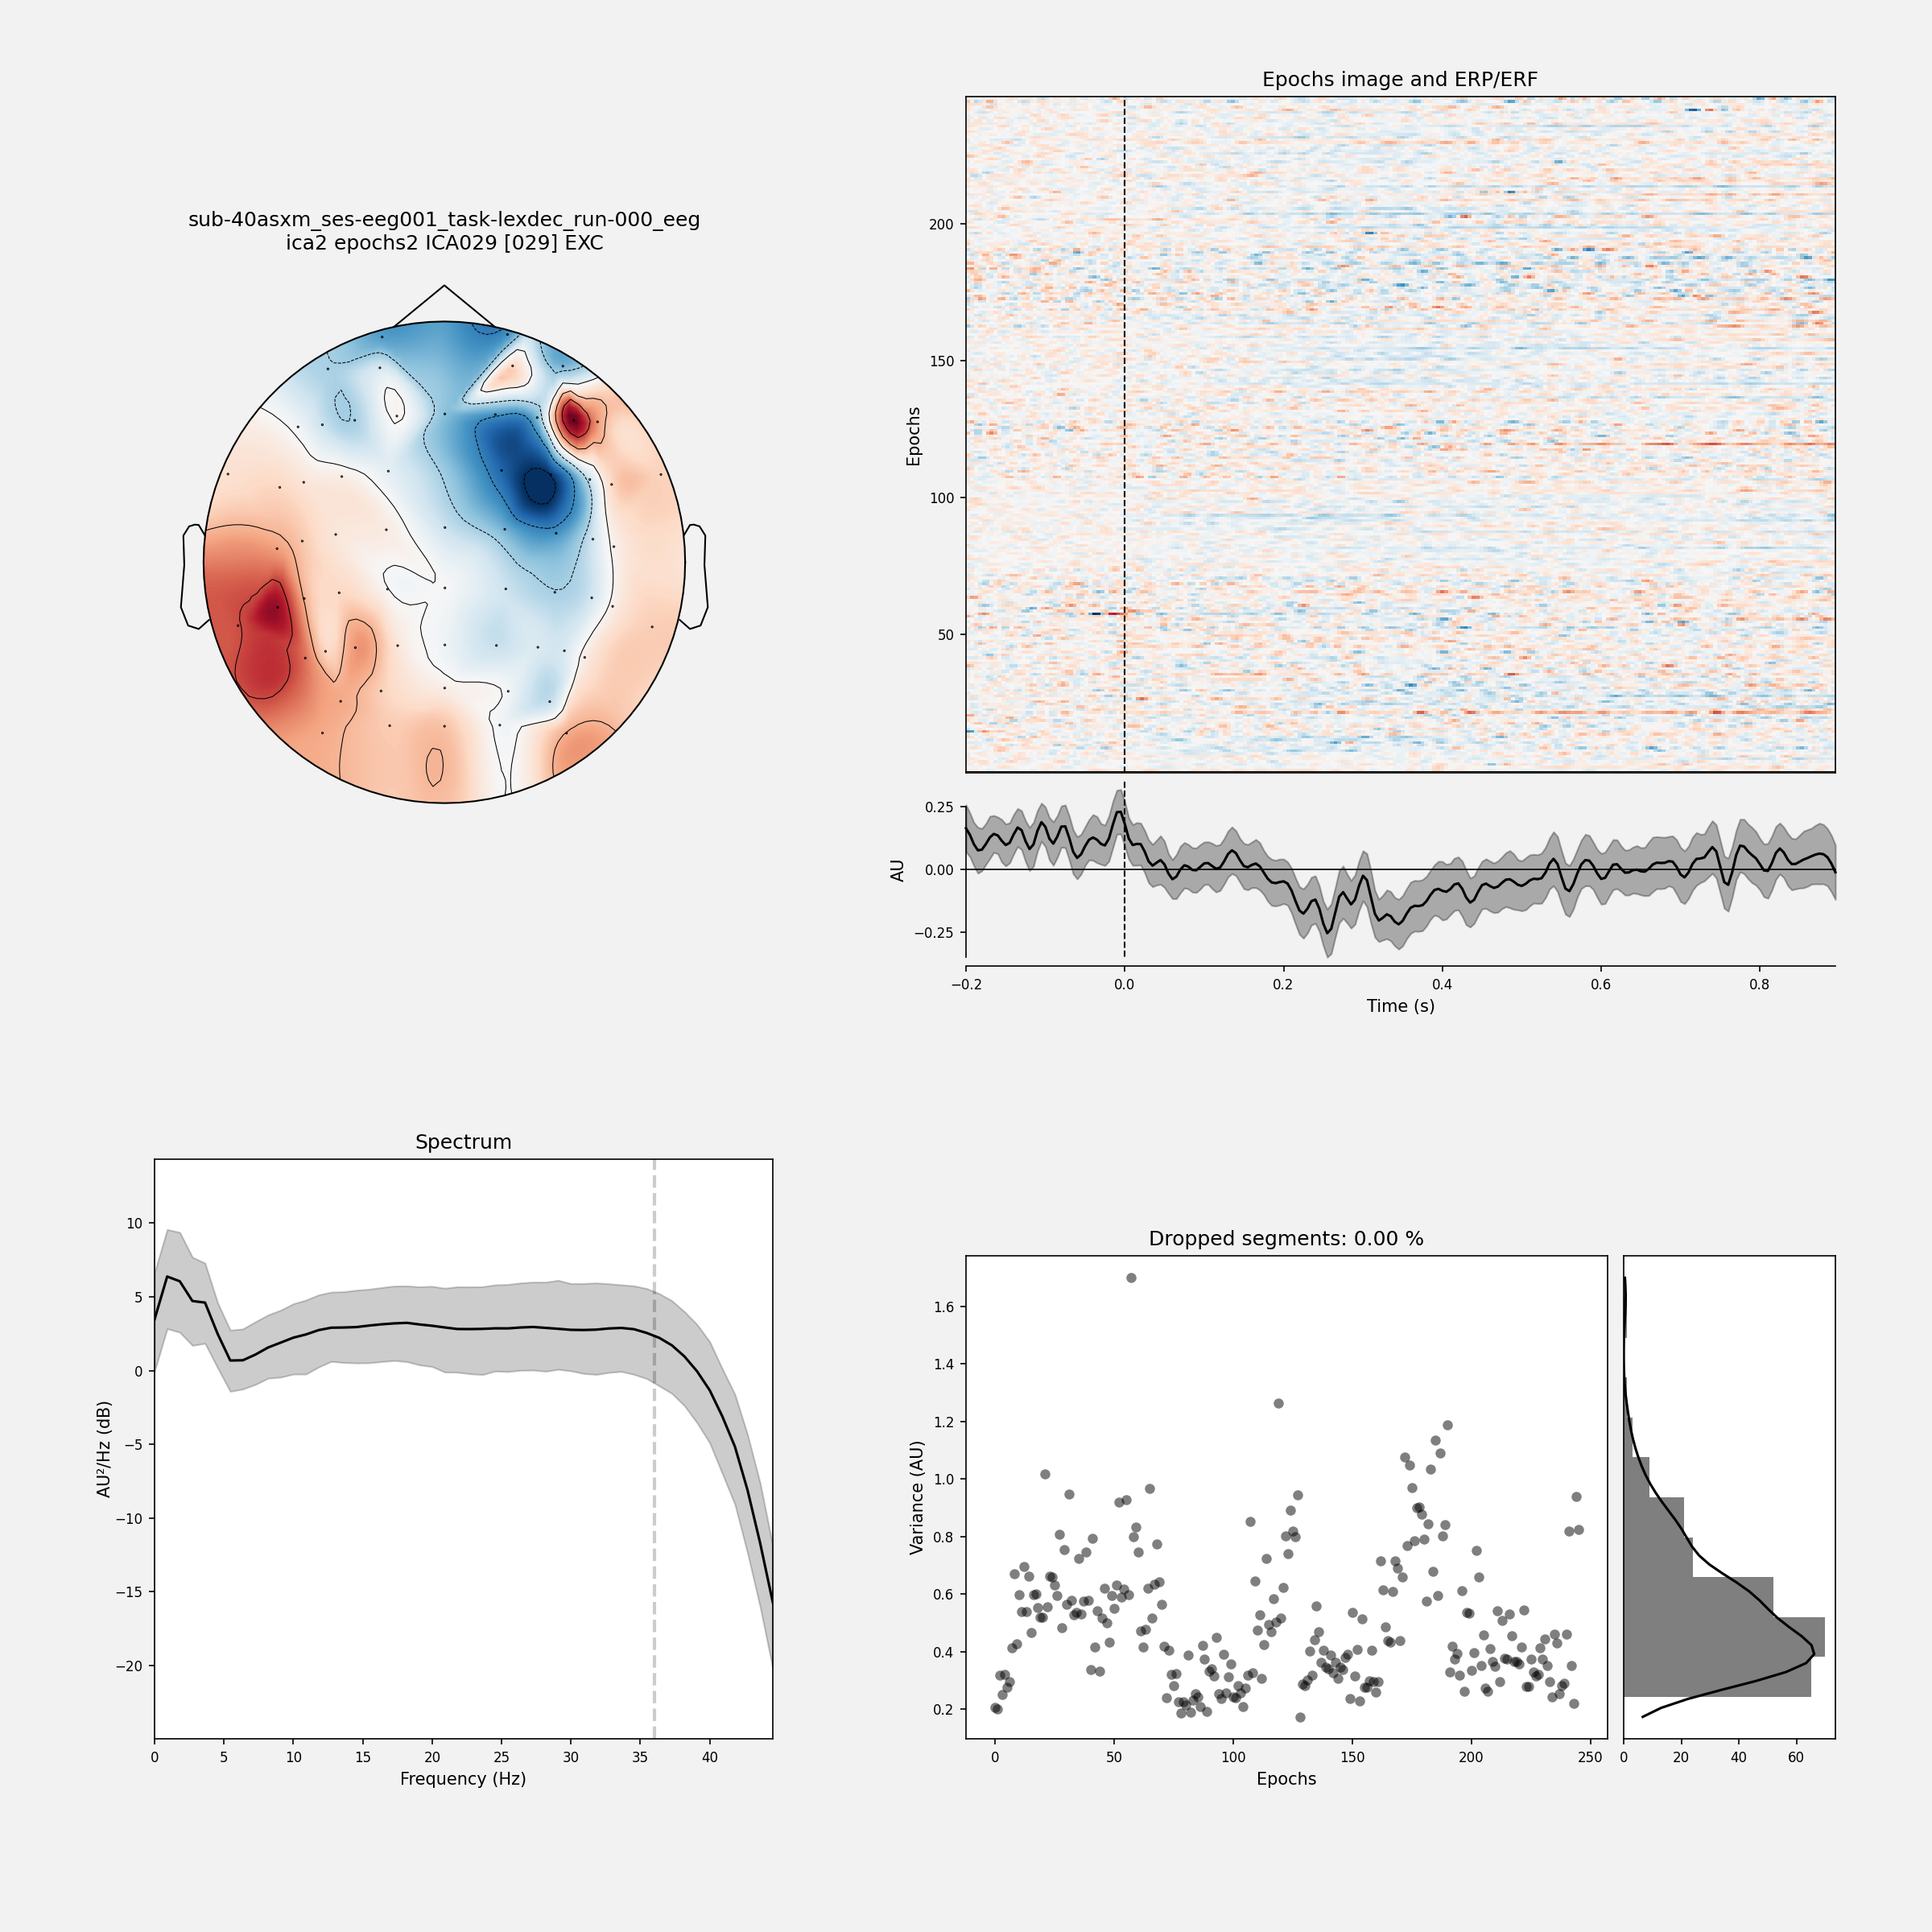 sub-40asxm_ses-eeg001_task-lexdec_run-000_eeg
ica2 epochs2 ICA029 [029] EXC
Epochs image and ERP/ERF
Epochs
200
150
100
50
AU
0.25
0.00
−0.25
−0.2 0.0 0.2 0.4 0.6 0.8
Time (s)
Spectrum
AU²/Hz (dB)
10
5
0
−5
−10
−15
−20
0 5 10 15 20 25 30 35 40
Frequency (Hz)
Dropped segments: 0.00 %
Variance (AU)
1.6
1.4
1.2
1.0
0.8
0.6
0.4
0.2
0 50 100 150 200 250
Epochs
0 20 40 60